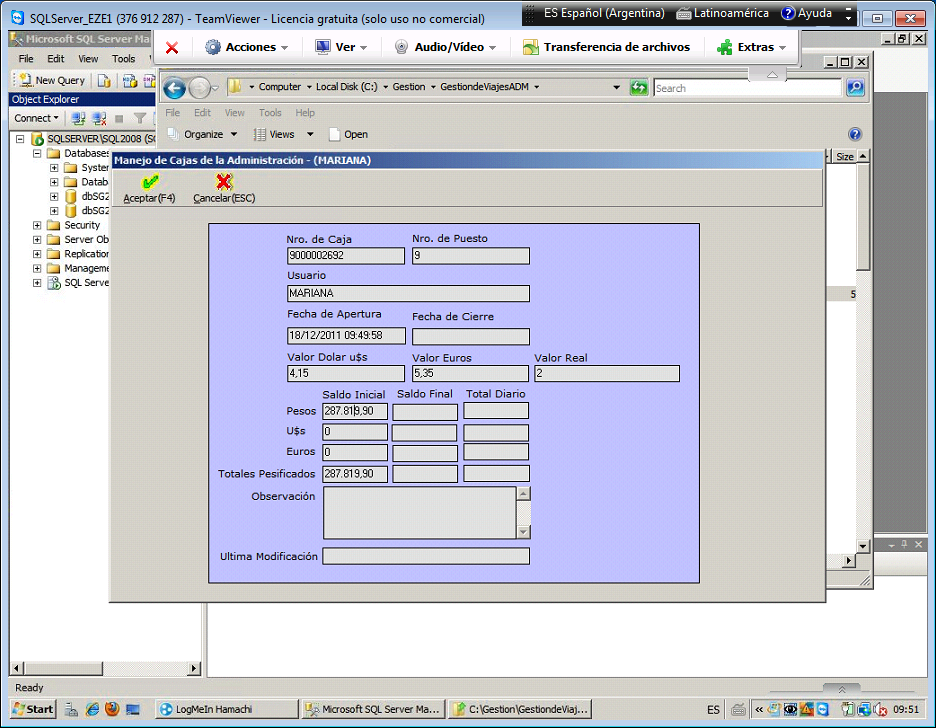 SQLServer_EZE1 (376 912 287) - TeamViewer - Licencia gratuita (solo uso no comercial)
ES Español (Argentina) Latinoamérica Ayuda
Microsoft SQL Server Ma
Acciones Ver Audio/Vídeo Transferencia de archivos Extras
File Edit View Tools
New Query
Computer Local Disk (C:) Gestion GestiondeViajesADM Search
Object Explorer
File Edit View Tools Help
Connect
Organize Views Open
SQLSERVER\SQL2008 (SC
Databases
Size
System
Databa
dbSG2
dbSG2
Security
Server Ob
Replication
Manageme
SQL Serve
5
Manejo de Cajas de la Administración - (MARIANA)
Aceptar(F4) Cancelar(ESC)
Nro. de Caja Nro. de Puesto
9000002692 9
Usuario
MARIANA
Fecha de Apertura Fecha de Cierre
18/12/2011 09:49:58
Valor Dolar u$s Valor Euros Valor Real
4,15 5,35 2
Saldo Inicial Saldo Final Total Diario
Pesos 287.819,90
U$s 0
Euros 0
Totales Pesificados 287.819,90
Observación
Ultima Modificación
Ready
Start LogMeIn Hamachi Microsoft SQL Server Ma... C:\Gestion\GestiondeViaj... ES 09:51